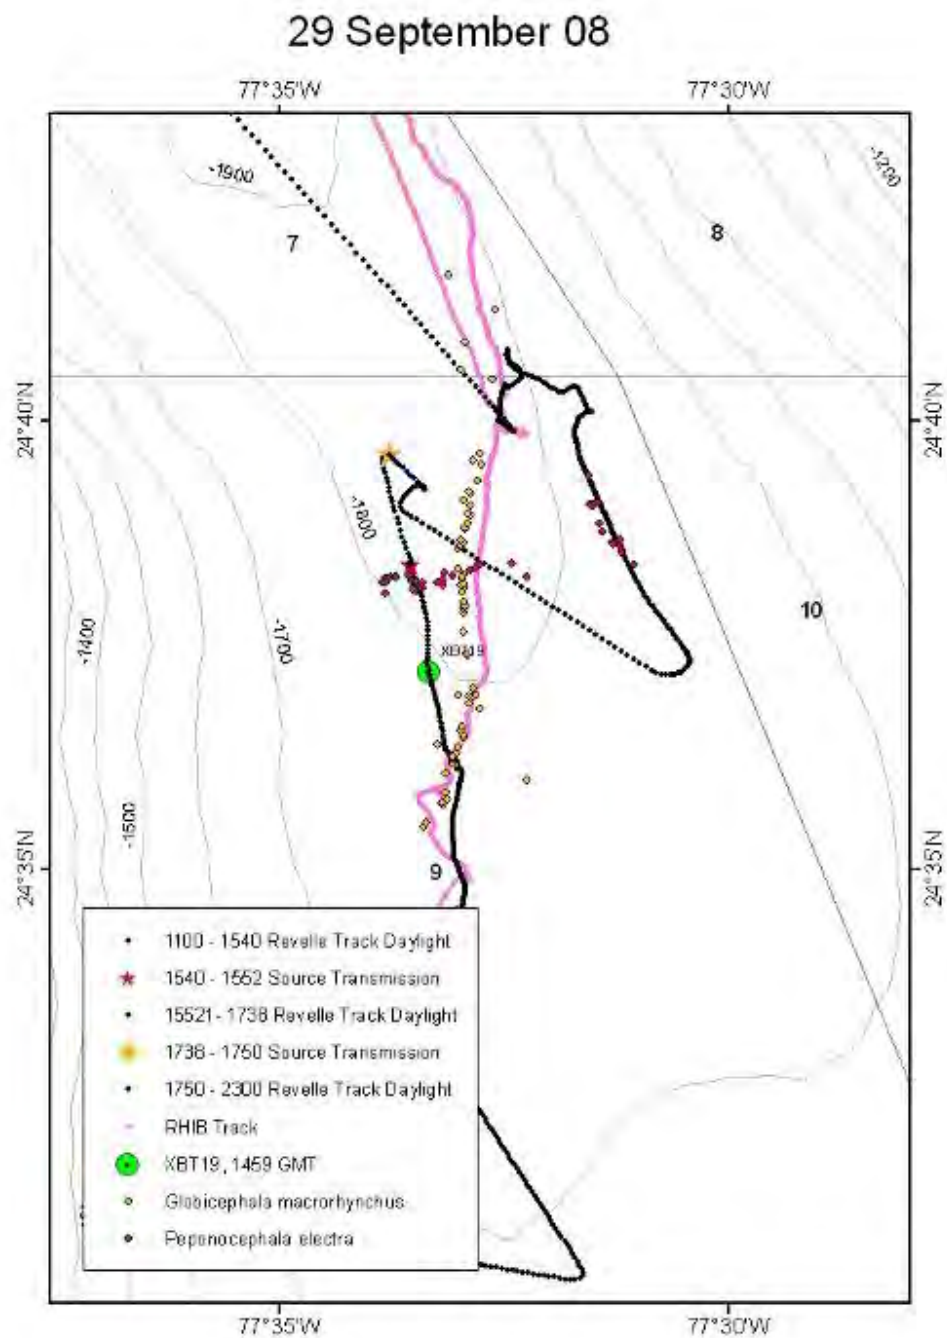 29 September 08
77°35'W 77°30'W
-1900
-1200
7
8
24°40'N 24°40'N
-1800
10
-1400
-1700
XBT19
-1500
24°35'N 24°35'N
9
1100 - 1540 Revelle Track Daylight
1540 - 1552 Source Transmission
15521 - 1738 Revelle Track Daylight
1738 - 1750 Source Transmission
1750 - 2300 Revelle Track Daylight
RHIB Track
XBT19, 1459 GMT
Globicephala macrorhynchus
Peponocephala electra
77°35'W 77°30'W